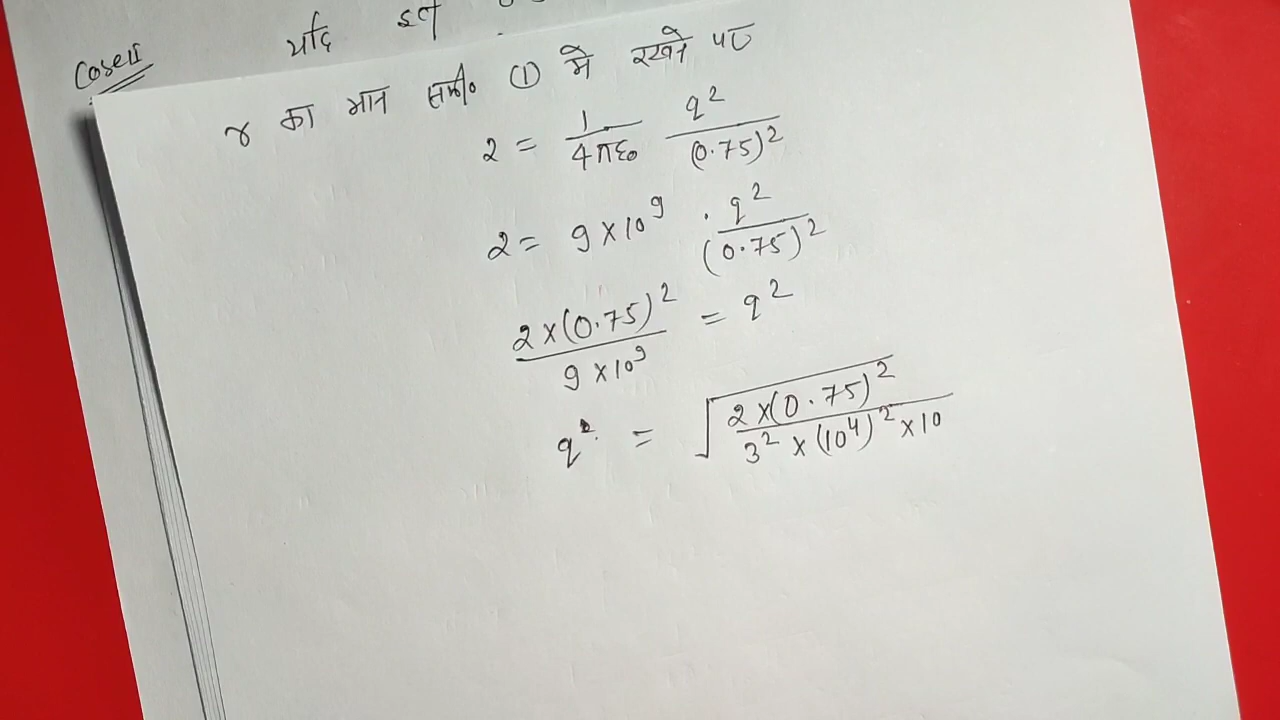 Case II यदि
r का मान समी० ① मे रखने पर
2 = 1/4πε₀ q²/(0.75)²
2 = 9×10⁹ · q²/(0.75)²
2×(0.75)²/9×10⁹ = q²
q² = √(2×(0.75)²/3²×(10⁴)²×10)